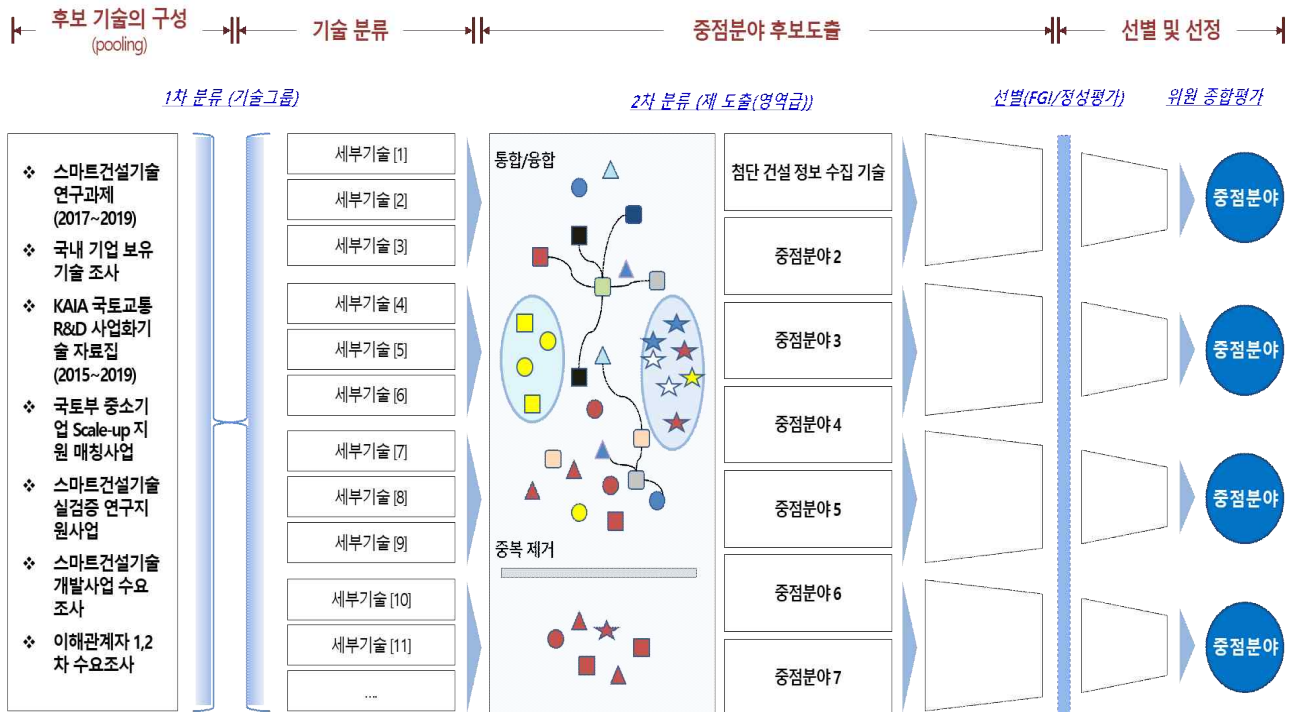 후보 기술의 구성
(pooling)
기술 분류
중점분야 후보도출
선별 및 선정
1차 분류 (기술그룹)
2차 분류 (제 도출(영역급))
선별(FGI/정성평가)
위원 종합평가
❖ 스마트건설기술
연구과제
(2017~2019)
❖ 국내 기업 보유
기술 조사
❖ KAIA 국토교통
R&D 사업화기
술 자료집
(2015~2019)
❖ 국토부 중소기
업 Scale-up 지
원 매칭사업
❖ 스마트건설기술
실검증 연구지
원사업
❖ 스마트건설기술
개발사업 수요
조사
❖ 이해관계자 1,2
차 수요조사
세부기술 [1]
세부기술 [2]
세부기술 [3]
세부기술 [4]
세부기술 [5]
세부기술 [6]
세부기술 [7]
세부기술 [8]
세부기술 [9]
세부기술 [10]
세부기술 [11]
....
통합/융합
중복 제거
첨단 건설 정보 수집 기술
중점분야 2
중점분야 3
중점분야 4
중점분야 5
중점분야 6
중점분야 7
중점분야
중점분야
중점분야
중점분야